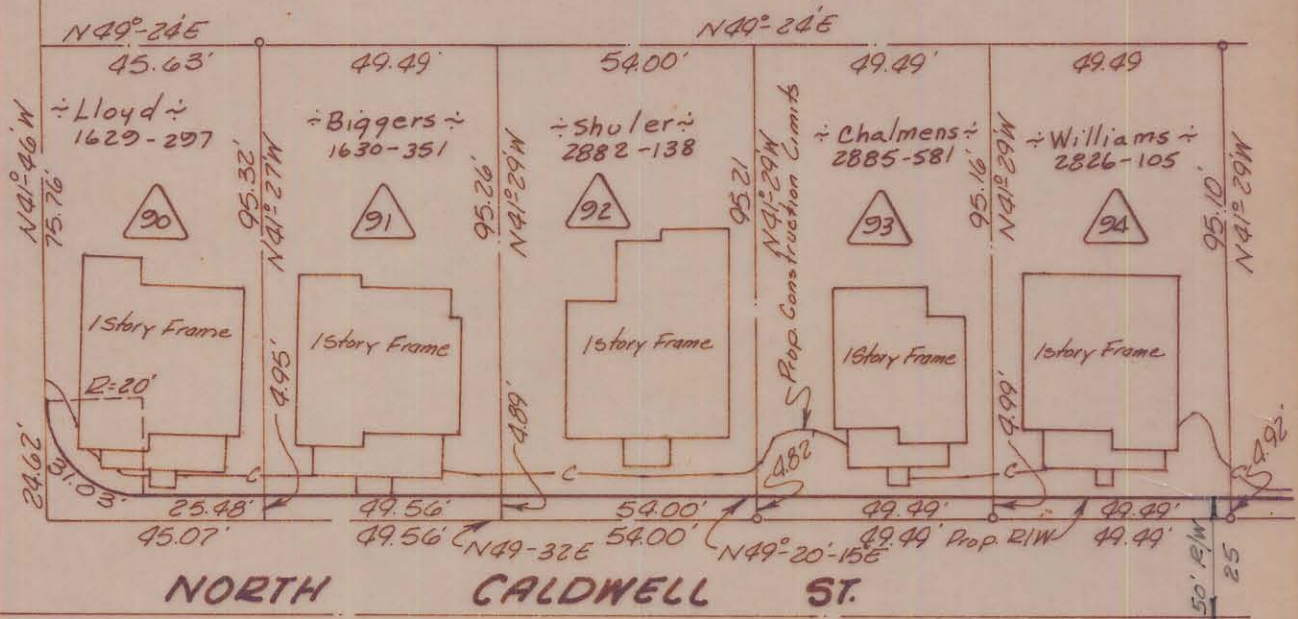 N49°-24'E N49°-24'E
45.63' 49.49' 54.00' 49.49' 49.49
÷Lloyd÷
1629-297
÷Biggers÷
1630-351
÷Shuler÷
2882-138
÷Chalmens÷
2885-581
÷Williams÷
2826-105
N41°-46'W
75.76'
95.32'
N41°-27'W
95.26'
N41°-29'W
95.21
N41°-29'W
Prop. Construction Limits
95.16'
N41°-29'W
95.10'
N41°-29'W
90
91
92
93
94
1 Story Frame
1 Story Frame
1 Story Frame
1 Story Frame
1 Story Frame
R=20'
24.62'
31.03'
4.95'
4.89'
4.82
4.99'
4.92
C C C C
25.48' 49.56' 54.00' 49.49' 49.49'
45.07' 49.56' N49-32E 54.00' N49°-20'-15"E 49.49' Prop. R/W 49.49'
NORTH CALDWELL ST.
50' R/W
25